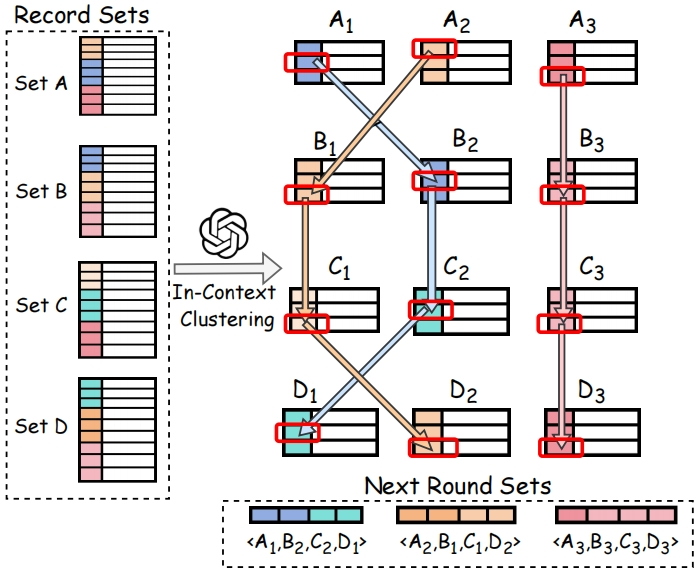 Record Sets
Set A
Set B
Set C
Set D
In-Context
Clustering
A1
A2
A3
B1
B2
B3
C1
C2
C3
D1
D2
D3
Next Round Sets
<A1,B2,C2,D1>
<A2,B1,C1,D2>
<A3,B3,C3,D3>